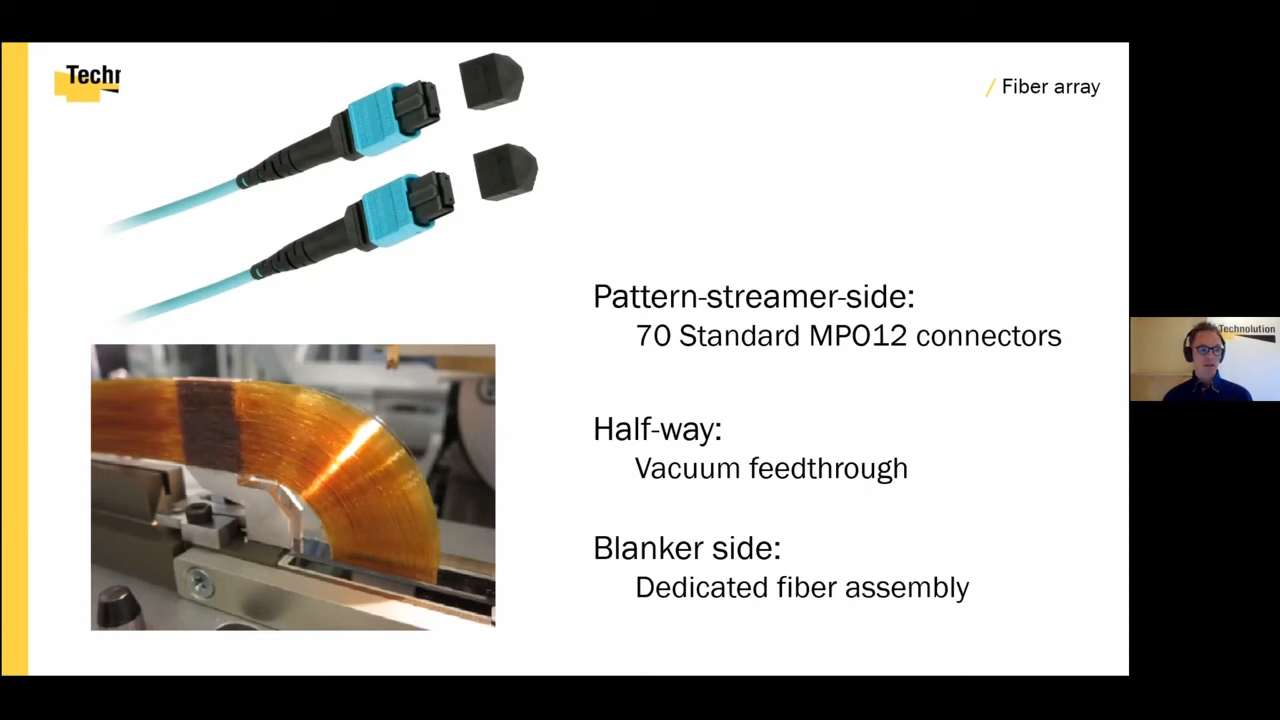 Techn
/ Fiber array
Pattern-streamer-side:
70 Standard MPO12 connectors
Half-way:
Vacuum feedthrough
Blanker side:
Dedicated fiber assembly
Technolution